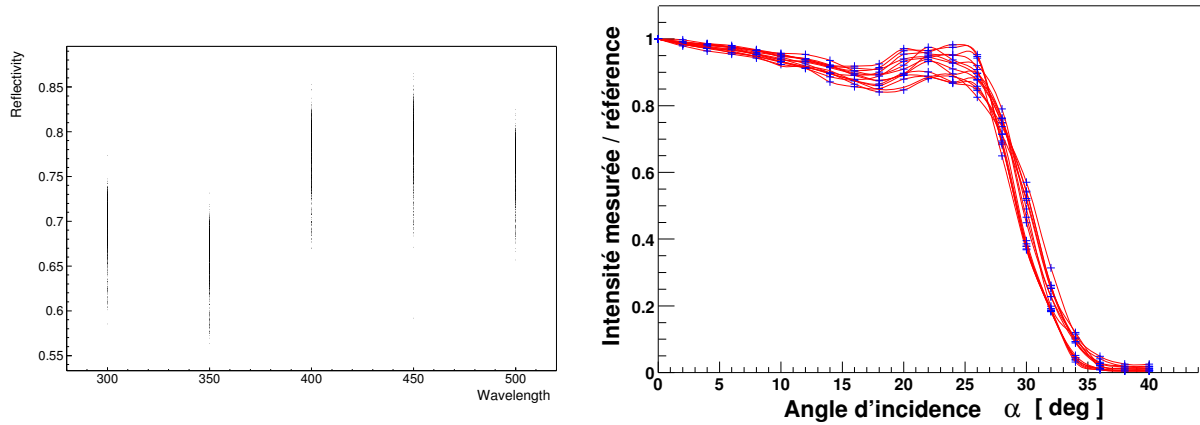 Reflectivity
0.85
0.8
0.75
0.7
0.65
0.6
0.55
300 350 400 450 500
Wavelength
Intensité mesurée / référence
1
0.8
0.6
0.4
0.2
0
0 5 10 15 20 25 30 35 40
Angle d'incidence α [ deg ]